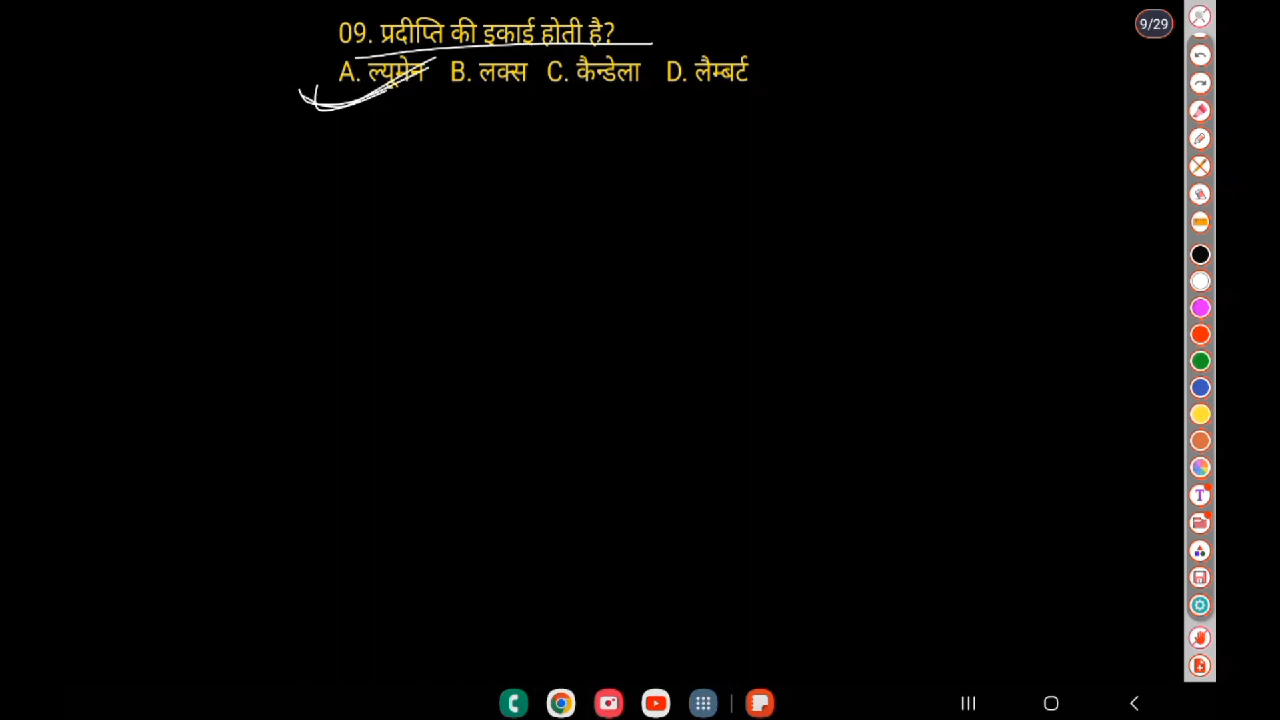 09. प्रदीप्ति की इकाई होती है?
A. ल्यूमेन B. लक्स C. कैन्डेला D. लैम्बर्ट
9/29
T